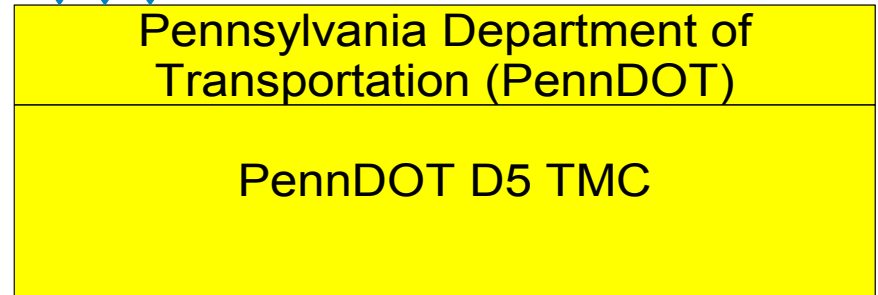 Pennsylvania Department of
Transportation (PennDOT)
PennDOT D5 TMC